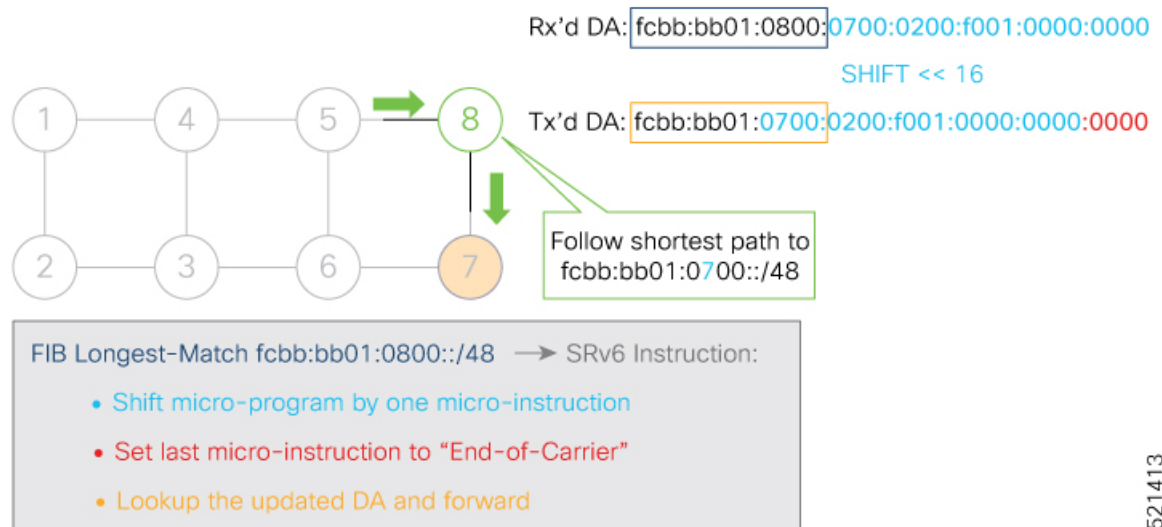 Rx'd DA: fcbb:bb01:0800:0700:0200:f001:0000:0000
SHIFT << 16
Tx'd DA: fcbb:bb01:0700:0200:f001:0000:0000:0000
1 4 5 8
Follow shortest path to
fcbb:bb01:0700::/48
2 3 6 7
FIB Longest-Match fcbb:bb01:0800::/48 → SRv6 Instruction:
• Shift micro-program by one micro-instruction
• Set last micro-instruction to “End-of-Carrier”
• Lookup the updated DA and forward
521413